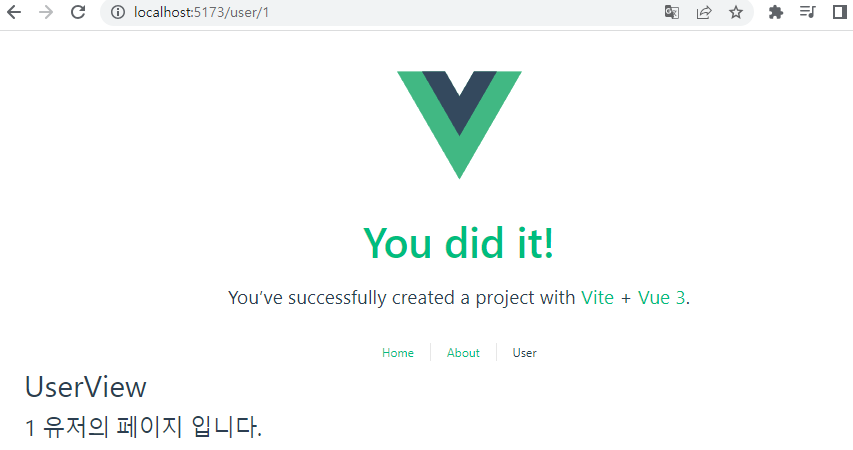 localhost:5173/user/1
You did it!
You’ve successfully created a project with Vite + Vue 3.
Home About User
UserView
1 유저의 페이지 입니다.